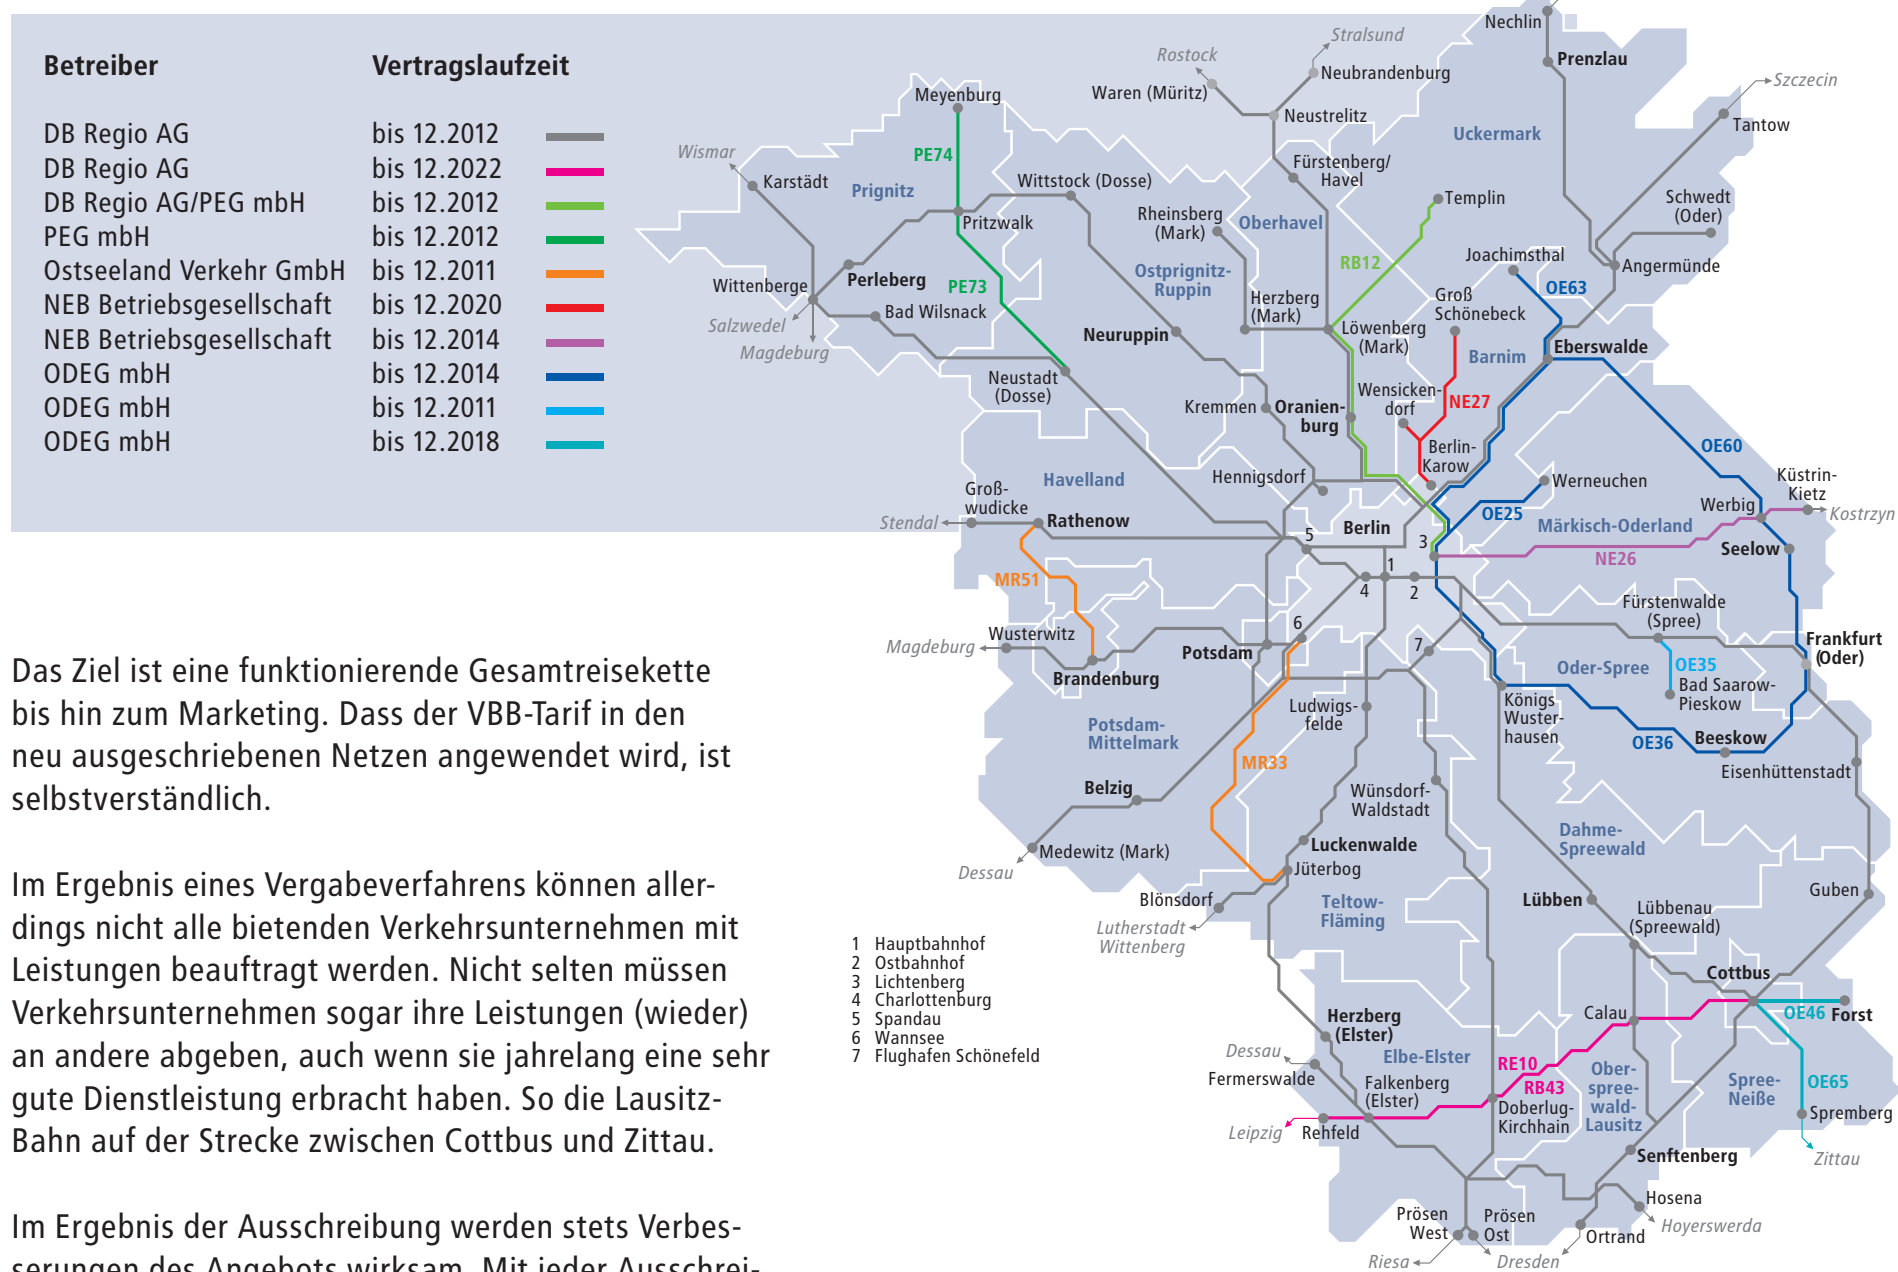 Betreiber Vertragslaufzeit
DB Regio AG bis 12.2012
DB Regio AG bis 12.2022
DB Regio AG/PEG mbH bis 12.2012
PEG mbH bis 12.2012
Ostseeland Verkehr GmbH bis 12.2011
NEB Betriebsgesellschaft bis 12.2020
NEB Betriebsgesellschaft bis 12.2014
ODEG mbH bis 12.2014
ODEG mbH bis 12.2011
ODEG mbH bis 12.2018
Das Ziel ist eine funktionierende Gesamtreisekette
bis hin zum Marketing. Dass der VBB-Tarif in den
neu ausgeschriebenen Netzen angewendet wird, ist
selbstverständlich.
Im Ergebnis eines Vergabeverfahrens können aller-
dings nicht alle bietenden Verkehrsunternehmen mit
Leistungen beauftragt werden. Nicht selten müssen
Verkehrsunternehmen sogar ihre Leistungen (wieder)
an andere abgeben, auch wenn sie jahrelang eine sehr
gute Dienstleistung erbracht haben. So die Lausitz-
Bahn auf der Strecke zwischen Cottbus und Zittau.
Im Ergebnis der Ausschreibung werden stets Verbes-
serungen des Angebots wirksam. Mit jeder Ausschrei-
Nechlin
Prenzlau
Stralsund
Rostock
Neubrandenburg
Waren (Müritz)
Neustrelitz
Szczecin
Tantow
Uckermark
Meyenburg
PE74
Wismar
Karstädt
Prignitz
Wittstock (Dosse)
Pritzwalk
Fürstenberg/
Havel
Templin
Rheinsberg
(Mark)
Oberhavel
Schwedt
(Oder)
Joachimsthal
Angermünde
RB12
OE63
Ostprignitz-
Ruppin
Perleberg
Wittenberge
PE73
Bad Wilsnack
Salzwedel
Magdeburg
Herzberg
(Mark)
Groß
Schönebeck
Löwenberg
(Mark)
Neuruppin
Barnim
Eberswalde
Neustadt
(Dosse)
Kremmen
Oranien-
burg
Wensicken-
dorf
NE27
Berlin-
Karow
OE60
Havelland
Hennigsdorf
Werneuchen
Küstrin-
Kietz
Werbig
Kostrzyn
Groß-
wudicke
Stendal
Rathenow
Berlin
OE25
Märkisch-Oderland
Seelow
NE26
5
3
1
4
2
6
7
MR51
Fürstenwalde
(Spree)
Wusterwitz
Magdeburg
Brandenburg
Potsdam
Frankfurt
(Oder)
Oder-Spree
OE35
Bad Saarow-
Pieskow
Potsdam-
Mittelmark
Ludwigs-
felde
Königs
Wuster-
hausen
OE36
Beeskow
Eisenhüttenstadt
MR33
Belzig
Wünsdorf-
Waldstadt
Dahme-
Spreewald
Medewitz (Mark)
Dessau
Luckenwalde
Jüterbog
Blönsdorf
Lutherstadt
Wittenberg
Teltow-
Fläming
Lübben
Lübbenau
(Spreewald)
Guben
1 Hauptbahnhof
2 Ostbahnhof
3 Lichtenberg
4 Charlottenburg
5 Spandau
6 Wannsee
7 Flughafen Schönefeld
Cottbus
Calau
OE46
Forst
Herzberg
(Elster)
Dessau
Fermerswalde
Elbe-Elster
Falkenberg
(Elster)
RE10
RB43
Ober-
spree-
wald-
Lausitz
Spree-
Neiße
OE65
Spremberg
Doberlug-
Kirchhain
Leipzig
Rehfeld
Senftenberg
Zittau
Hosena
Hoyerswerda
Prösen
West
Prösen
Ost
Ortrand
Riesa
Dresden